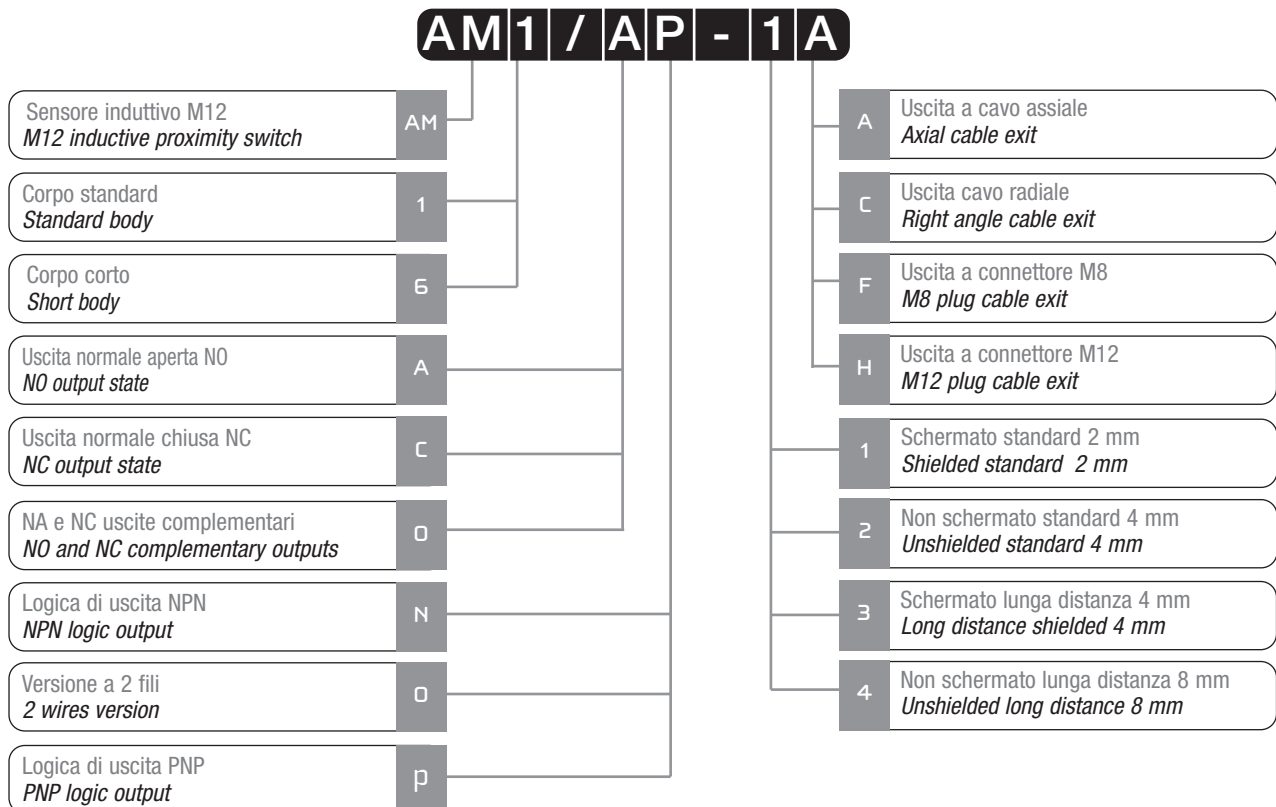 AM1/AP-1A
Sensore induttivo M12
M12 inductive proximity switch
AM
Corpo standard
Standard body
1
Corpo corto
Short body
6
Uscita normale aperta NO
NO output state
A
Uscita normale chiusa NC
NC output state
C
NA e NC uscite complementari
NO and NC complementary outputs
0
Logica di uscita NPN
NPN logic output
N
Versione a 2 fili
2 wires version
0
Logica di uscita PNP
PNP logic output
P
A
Uscita a cavo assiale
Axial cable exit
C
Uscita cavo radiale
Right angle cable exit
F
Uscita a connettore M8
M8 plug cable exit
H
Uscita a connettore M12
M12 plug cable exit
1
Schermato standard 2 mm
Shielded standard 2 mm
2
Non schermato standard 4 mm
Unshielded standard 4 mm
3
Schermato lunga distanza 4 mm
Long distance shielded 4 mm
4
Non schermato lunga distanza 8 mm
Unshielded long distance 8 mm